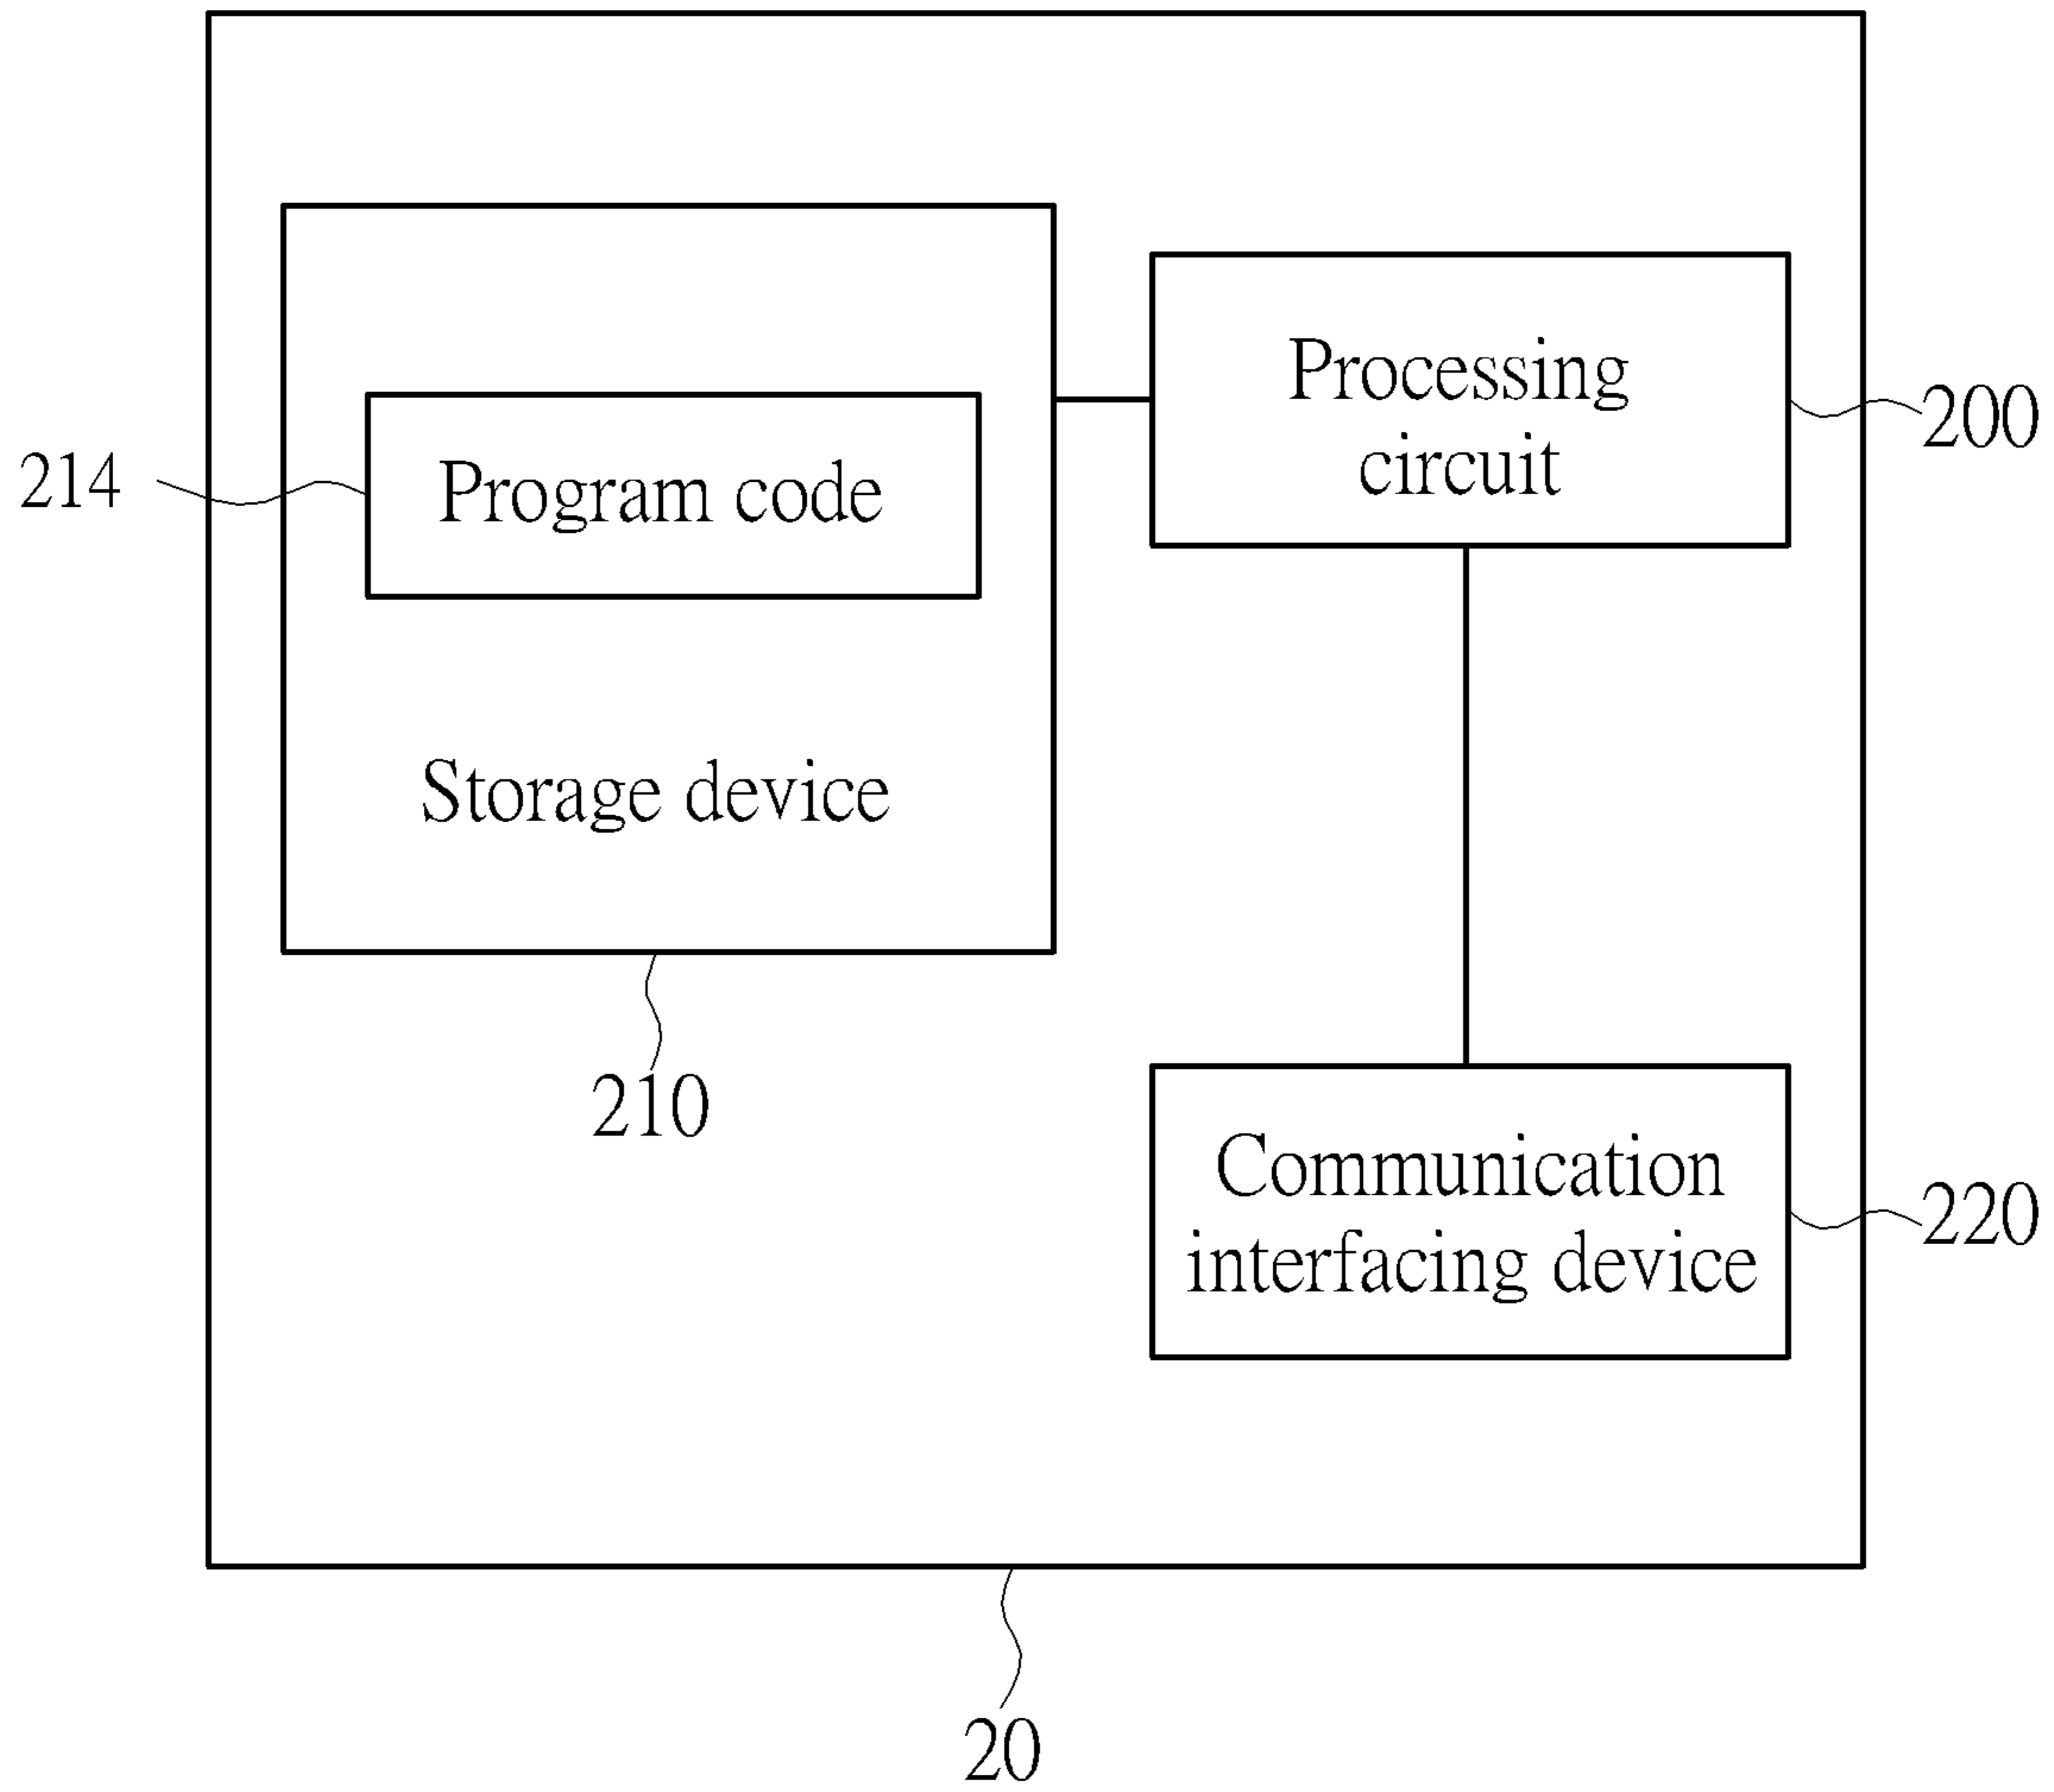 Processing
circuit
200
214
Program code
Storage device
210
Communication
interfacing device
220
20